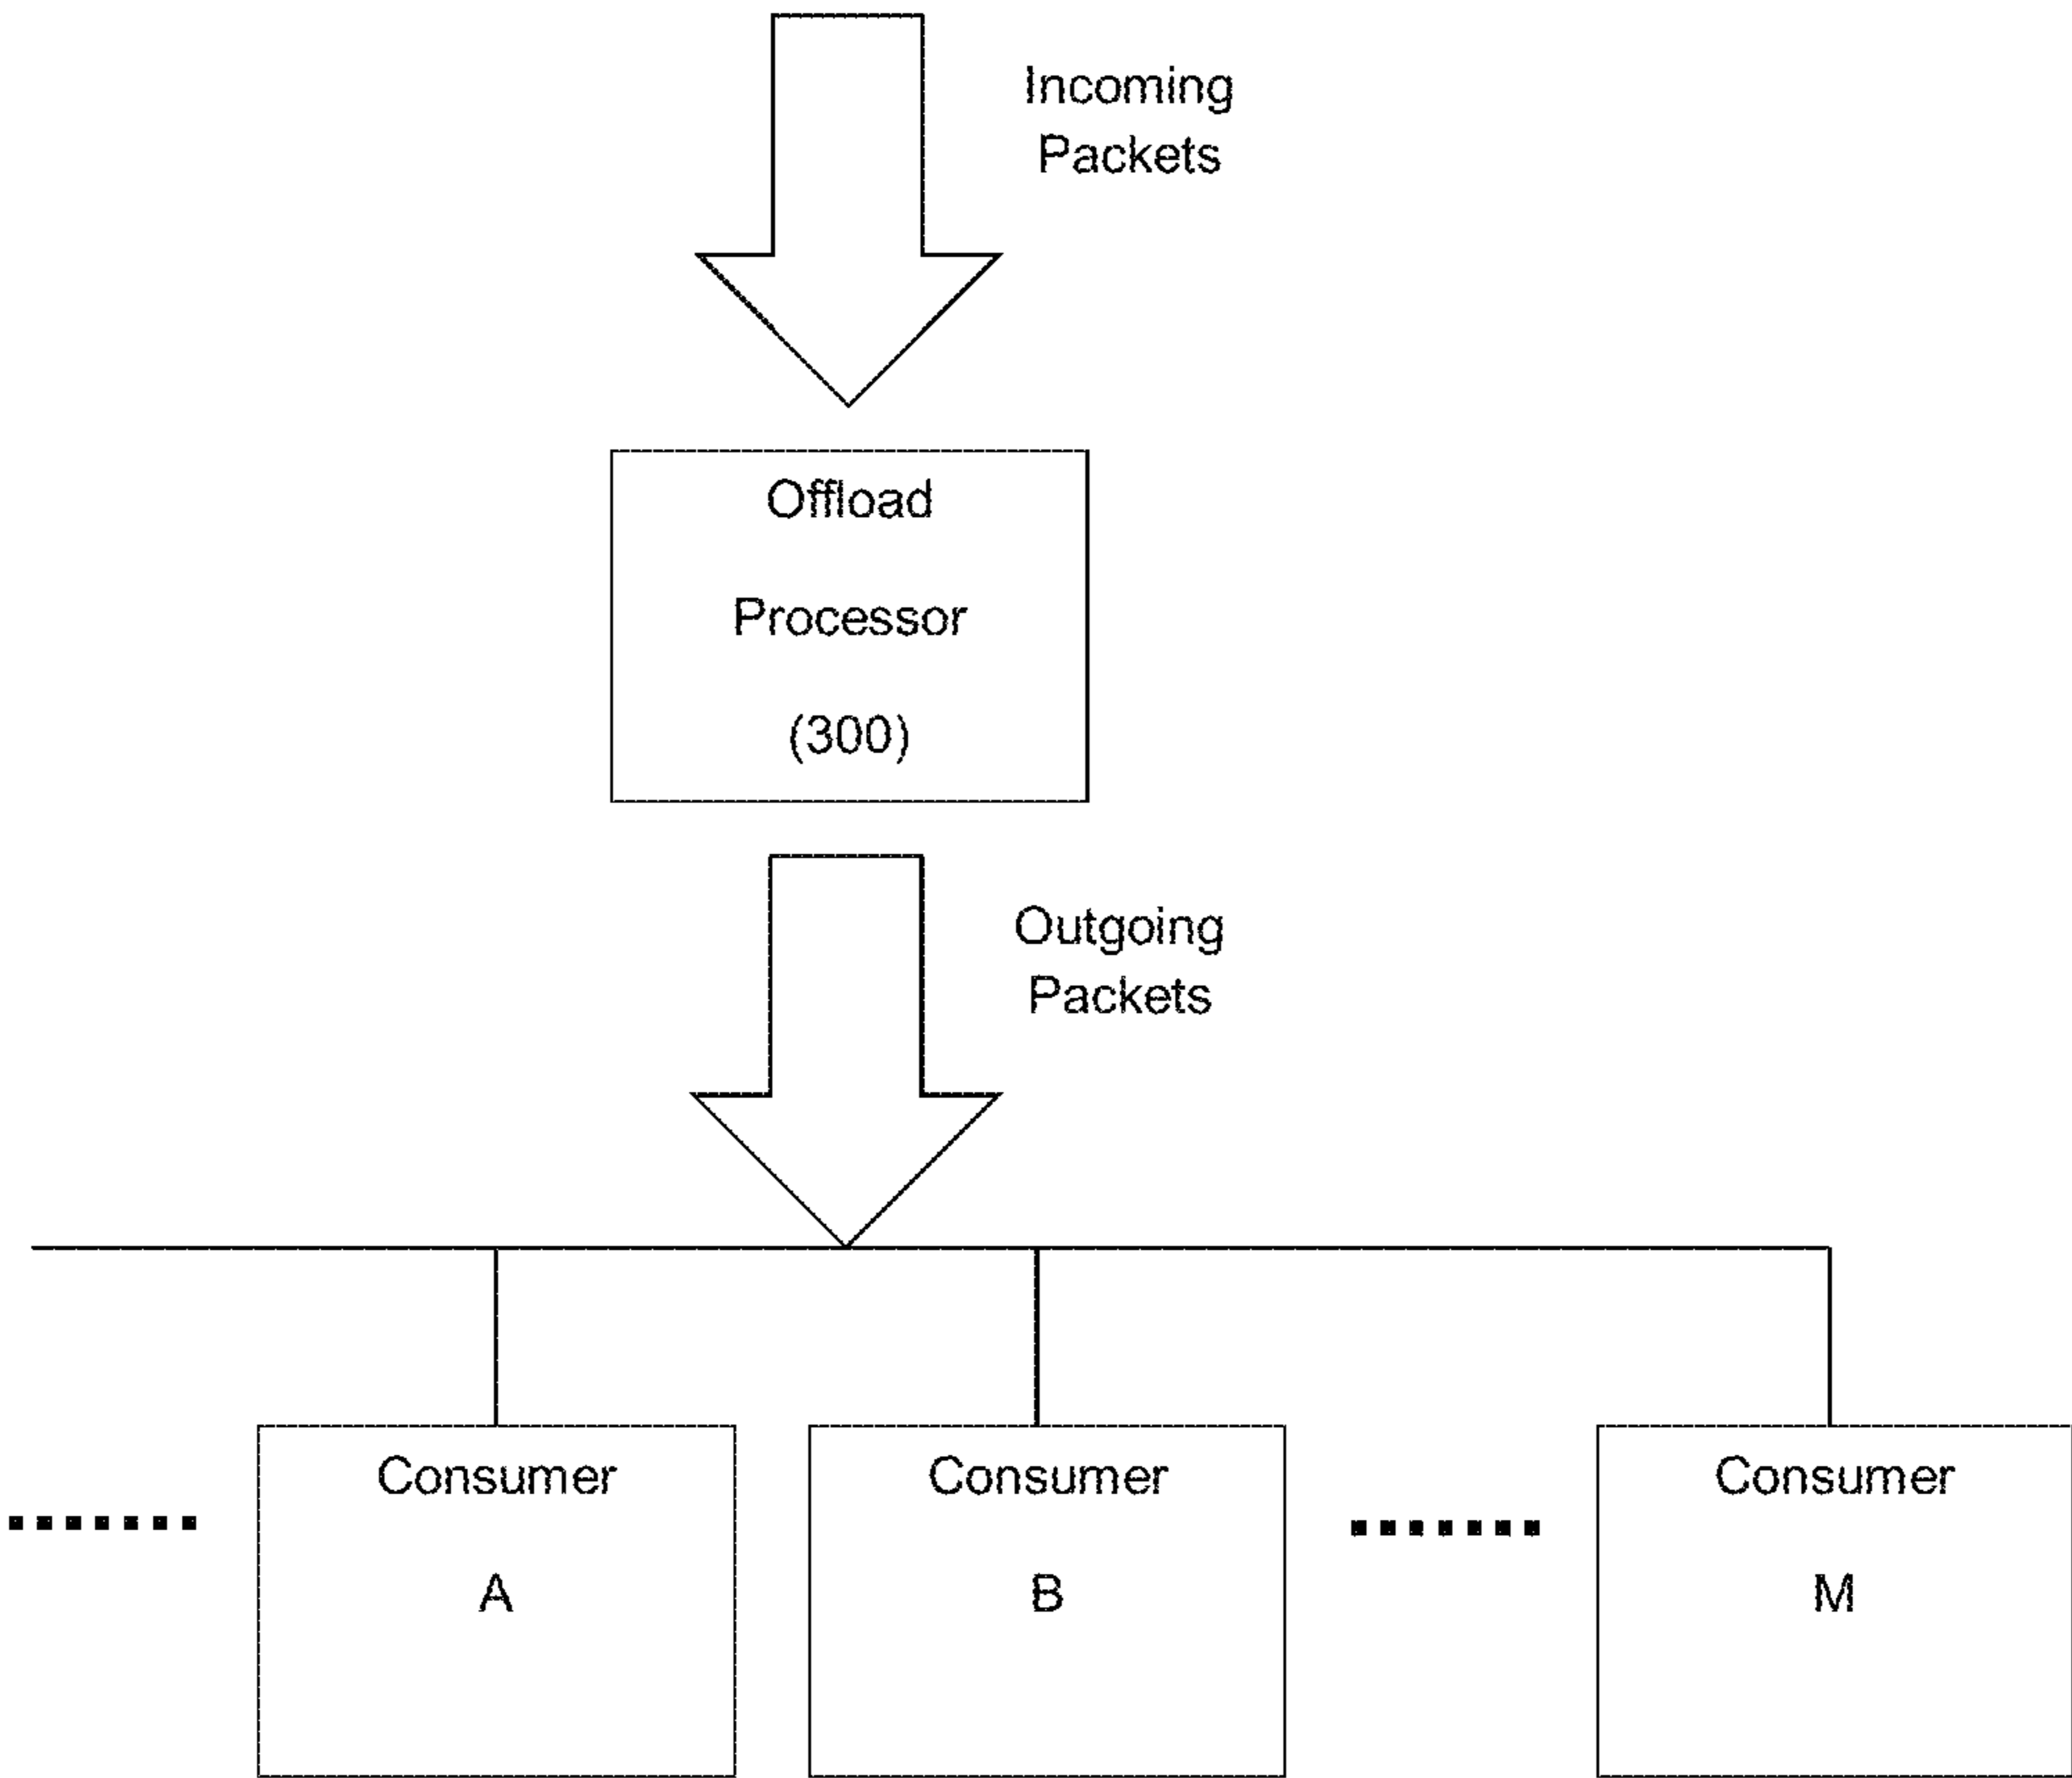 Incoming
Packets
Offload
Processor
(300)
Outgoing
Packets
Consumer
A
Consumer
B
Consumer
M